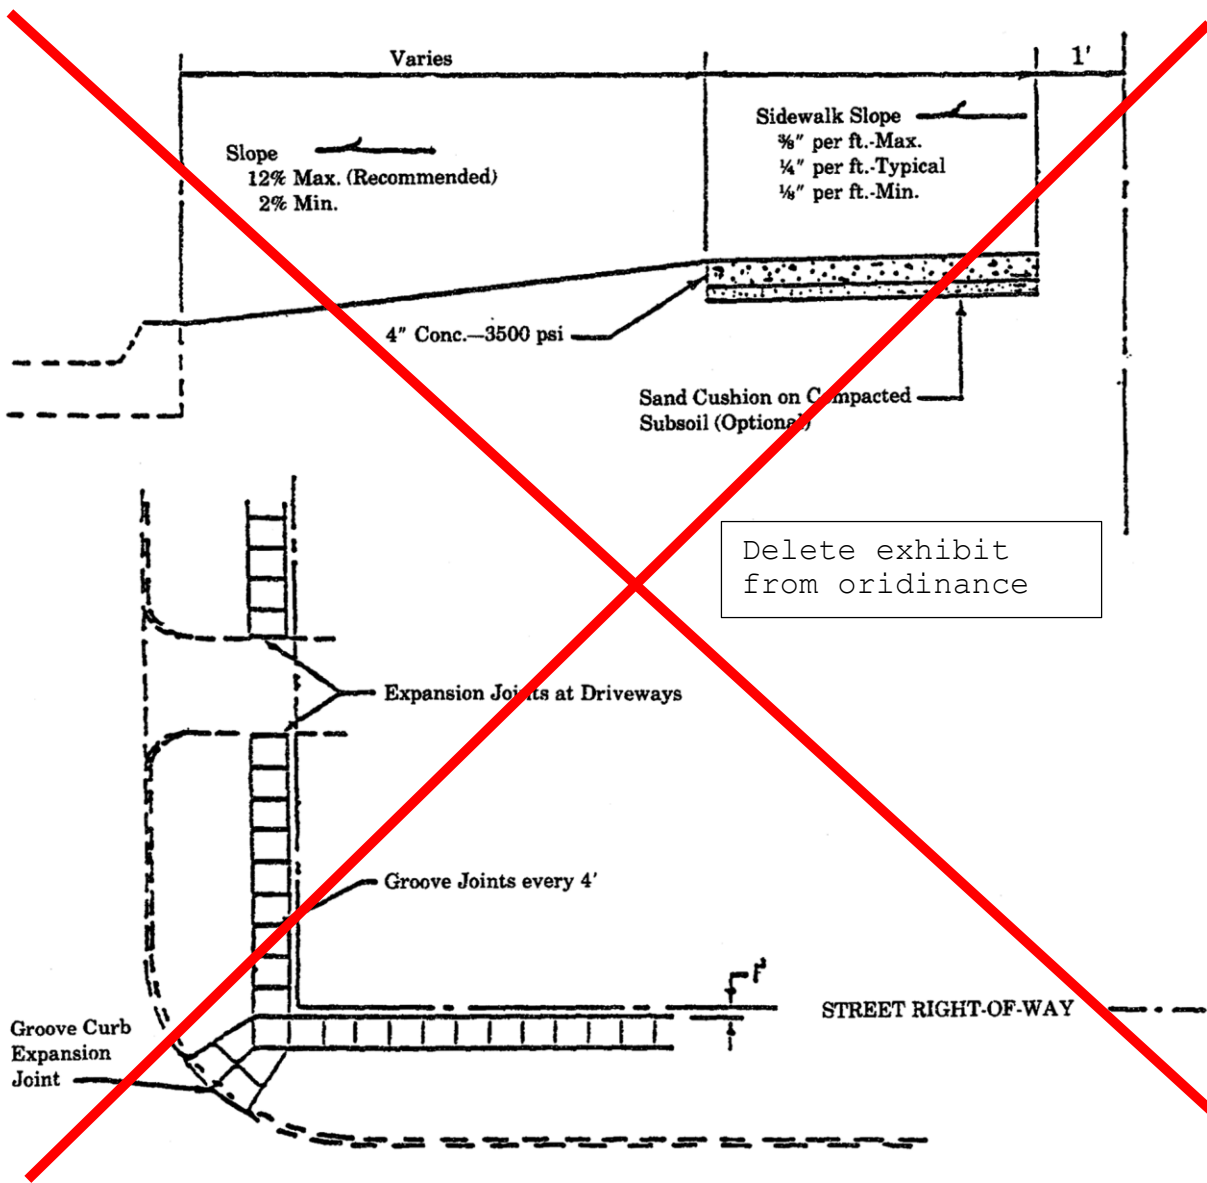 Varies
1'
Slope
12% Max. (Recommended)
2% Min.
Sidewalk Slope
⅜" per ft.-Max.
¼" per ft.-Typical
⅛" per ft.-Min.
4" Conc.—3500 psi
Sand Cushion on Compacted
Subsoil (Optional)
Delete exhibit
from oridinance
Expansion Joints at Driveways
Groove Joints every 4'
1'
STREET RIGHT-OF-WAY
Groove Curb
Expansion
Joint